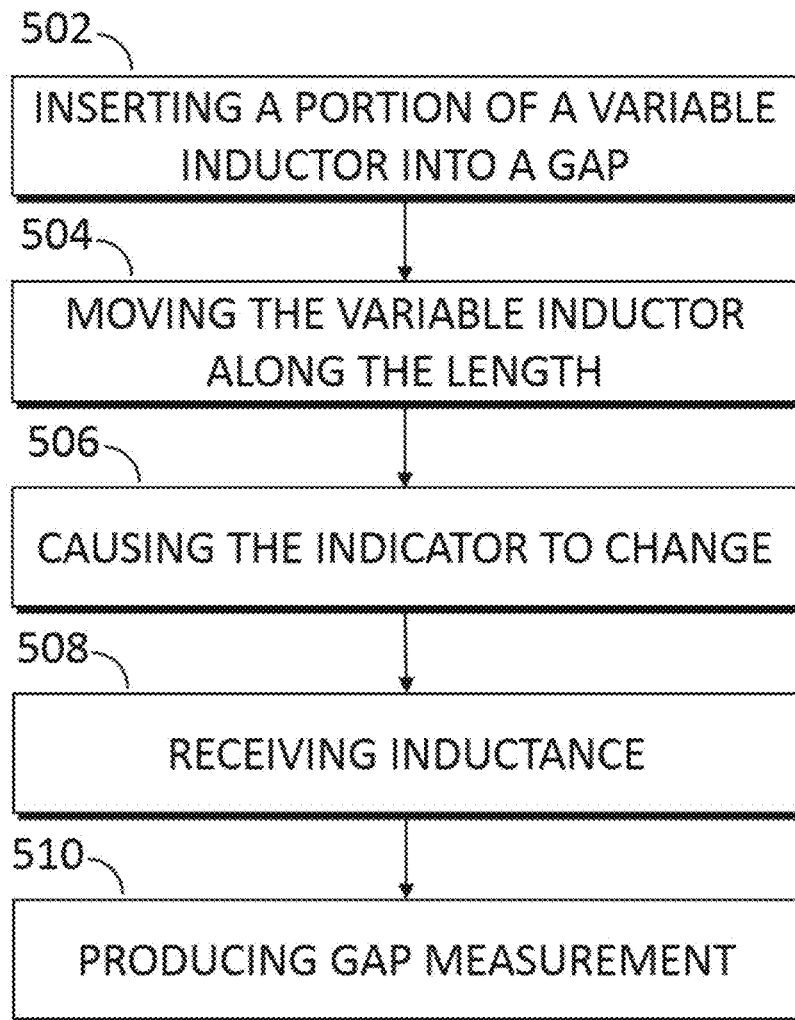 502
INSERTING A PORTION OF A VARIABLE
INDUCTOR INTO A GAP
504
MOVING THE VARIABLE INDUCTOR
ALONG THE LENGTH
506
CAUSING THE INDICATOR TO CHANGE
508
RECEIVING INDUCTANCE
510
PRODUCING GAP MEASUREMENT